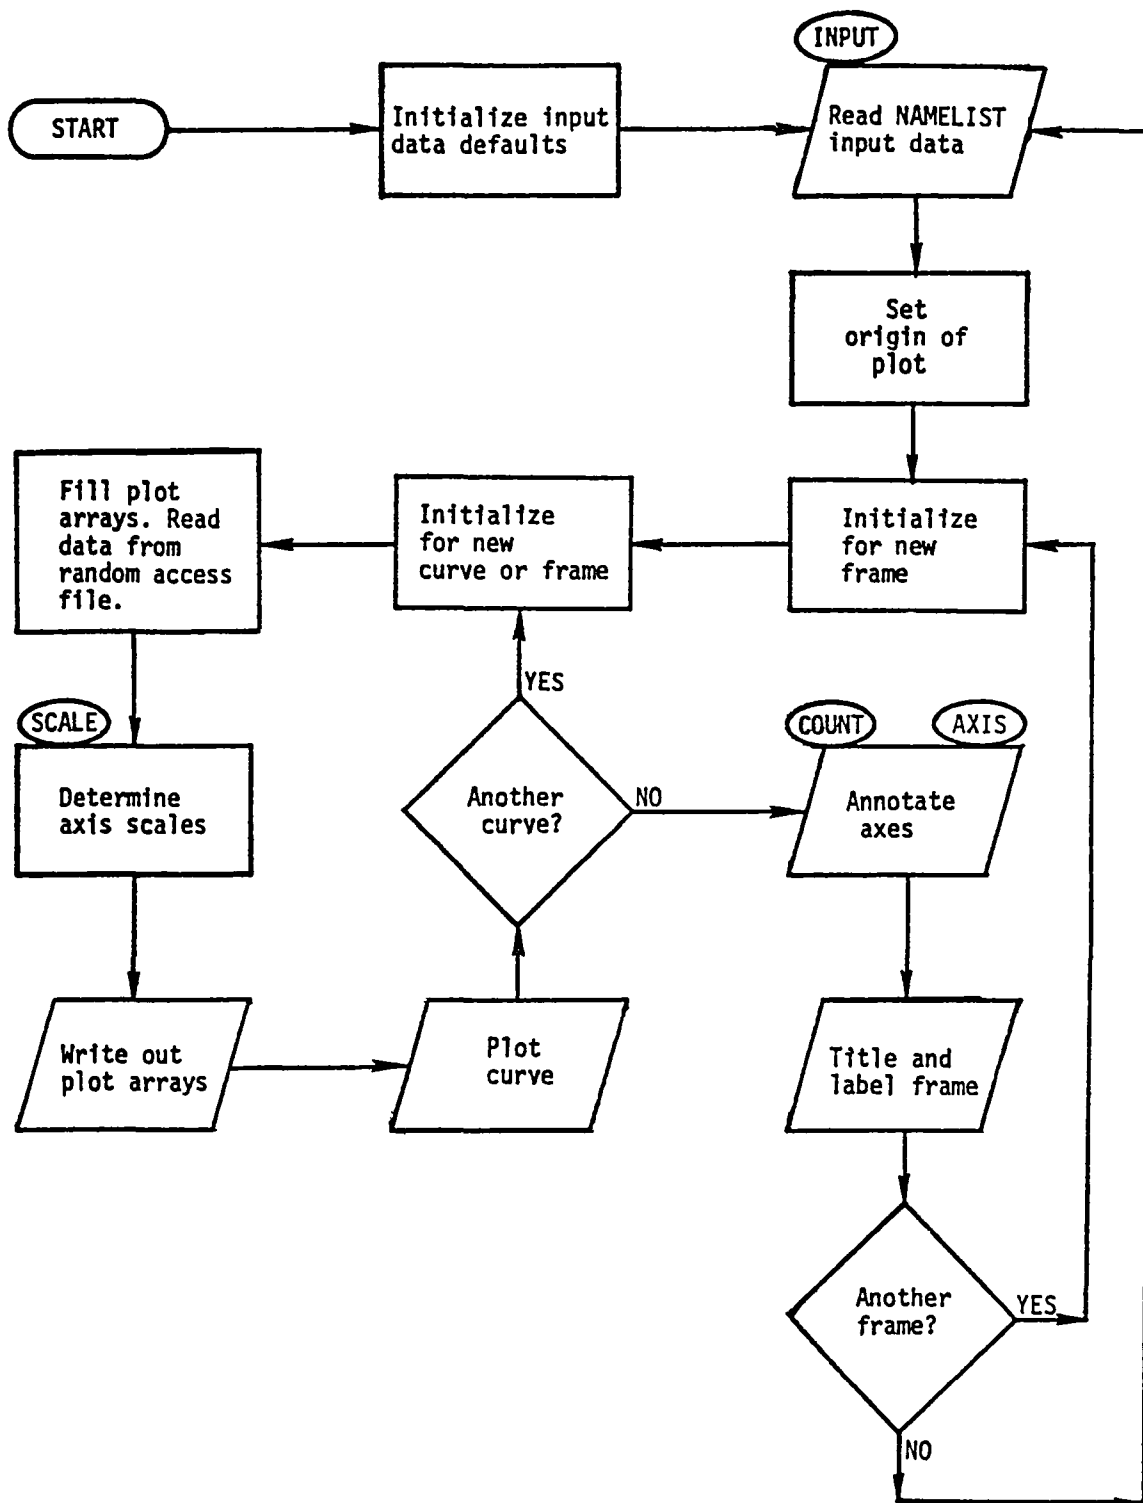 INPUT
START
Initialize input
data defaults
Read NAMELIST
input data
Set
origin of
plot
Fill plot
arrays. Read
data from
random access
file.
Initialize
for new
curve or frame
Initialize
for new
frame
YES
SCALE
COUNT
AXIS
Determine
axis scales
Another
curve?
NO
Annotate
axes
Write out
plot arrays
Plot
curve
Title and
label frame
Another
frame?
YES
NO